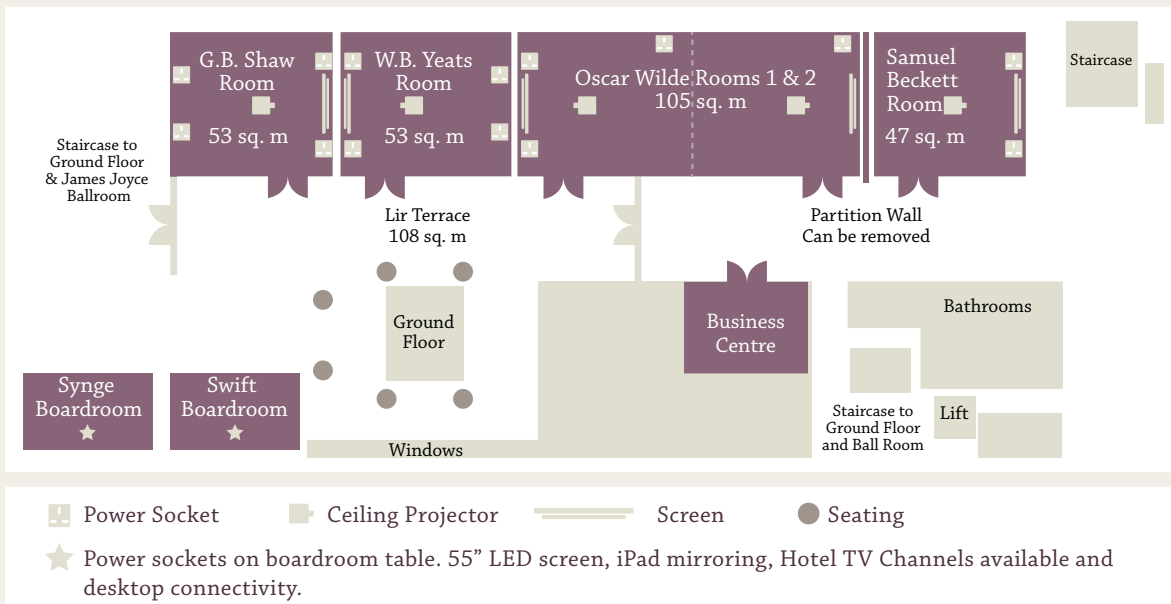 G.B. Shaw
Room
53 sq. m
W.B. Yeats
Room
53 sq. m
Oscar Wilde Rooms 1 & 2
105 sq. m
Samuel
Beckett
Room
47 sq. m
Staircase
Staircase to
Ground Floor
& James Joyce
Ballroom
Lir Terrace
108 sq. m
Partition Wall
Can be removed
Ground
Floor
Business
Centre
Bathrooms
Synge
Boardroom
Swift
Boardroom
Windows
Staircase to
Ground Floor
and Ball Room
Lift
Power Socket
Ceiling Projector
Screen
Seating
Power sockets on boardroom table. 55” LED screen, iPad mirroring, Hotel TV Channels available and
desktop connectivity.